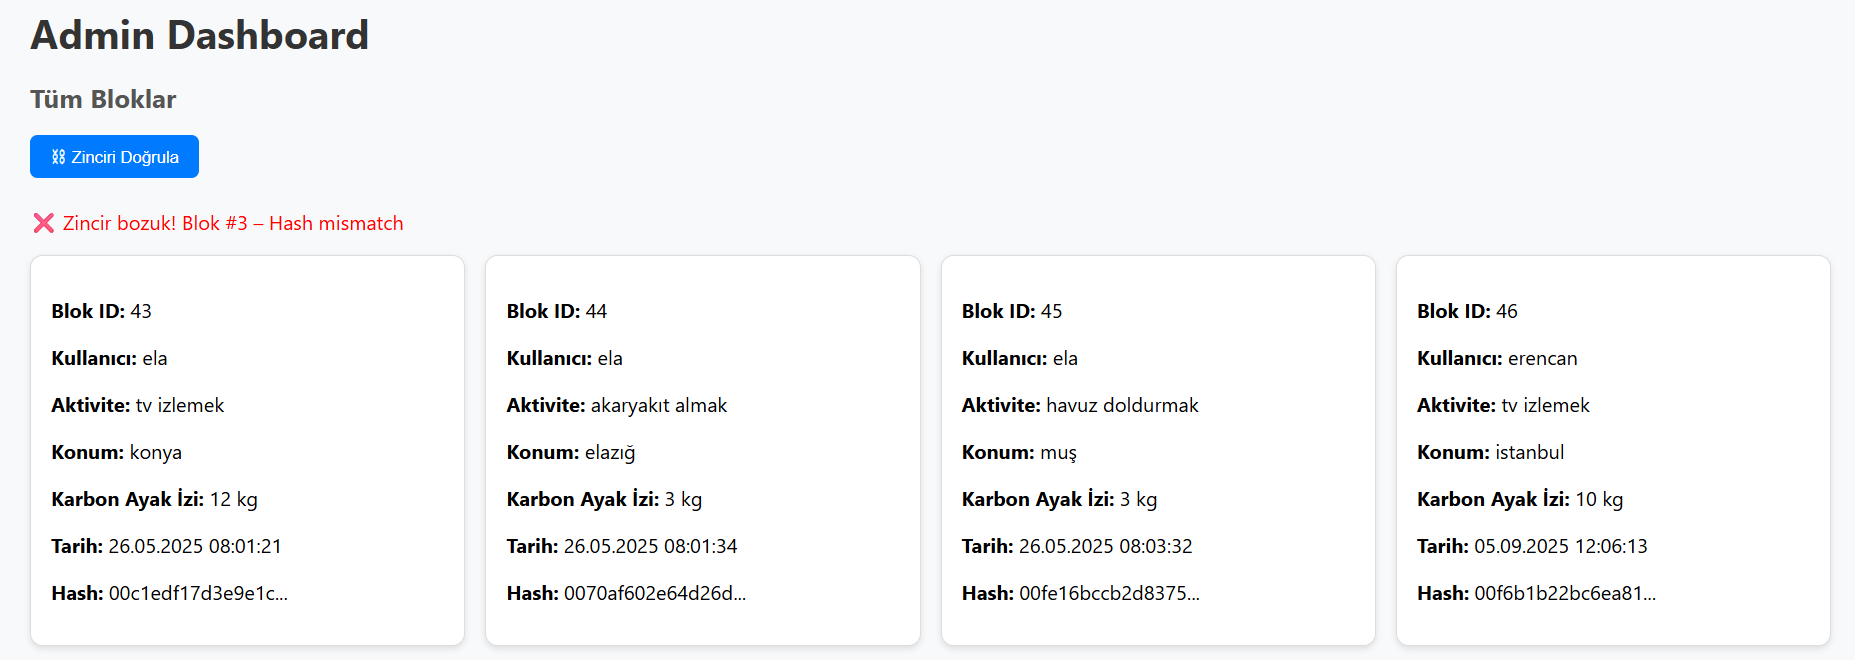 Admin Dashboard
Tüm Bloklar
⛓ Zinciri Doğrula
❌ Zincir bozuk! Blok #3 – Hash mismatch
Blok ID: 43
Kullanıcı: ela
Aktivite: tv izlemek
Konum: konya
Karbon Ayak İzi: 12 kg
Tarih: 26.05.2025 08:01:21
Hash: 00c1edf17d3e9e1c...
Blok ID: 44
Kullanıcı: ela
Aktivite: akaryakıt almak
Konum: elazığ
Karbon Ayak İzi: 3 kg
Tarih: 26.05.2025 08:01:34
Hash: 0070af602e64d26d...
Blok ID: 45
Kullanıcı: ela
Aktivite: havuz doldurmak
Konum: muş
Karbon Ayak İzi: 3 kg
Tarih: 26.05.2025 08:03:32
Hash: 00fe16bccb2d8375...
Blok ID: 46
Kullanıcı: erencan
Aktivite: tv izlemek
Konum: istanbul
Karbon Ayak İzi: 10 kg
Tarih: 05.09.2025 12:06:13
Hash: 00f6b1b22bc6ea81...